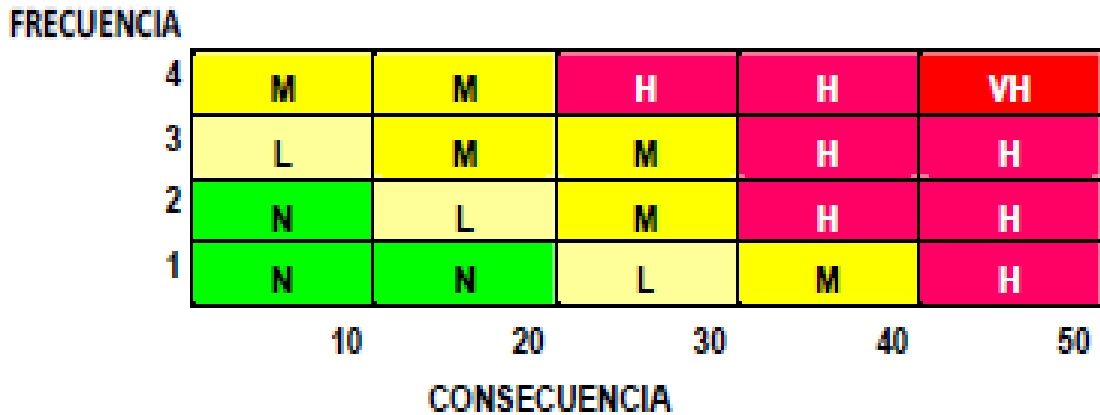 FRECUENCIA
4 M M H H VH
3 L M M H H
2 N L M H H
1 N N L M H
10 20 30 40 50
CONSECUENCIA